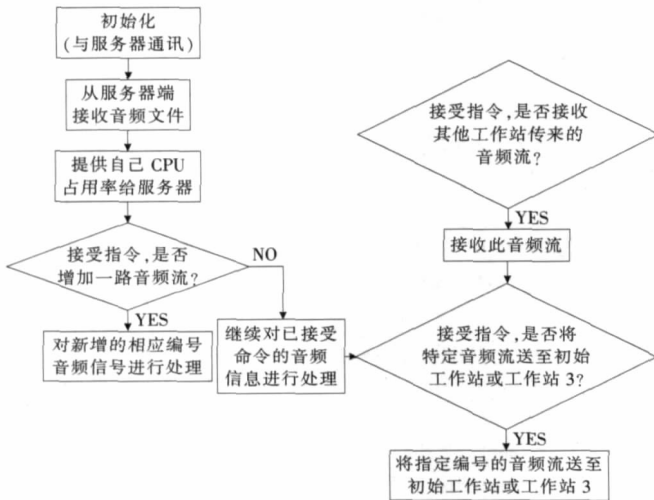 初始化
(与服务器通讯)
从服务器端
接收音频文件
提供自己 CPU
占用率给服务器
接受指令,是否
增加一路音频流?
NO
YES
对新增的相应编号
音频信号进行处理
继续对已接受
命令的音频
信息进行处理
接受指令,是否接收
其他工作站传来的
音频流?
YES
接收此音频流
接受指令,是否将
特定音频流送至初始
工作站或工作站 3?
YES
将指定编号的音频流送至
初始工作站或工作站 3